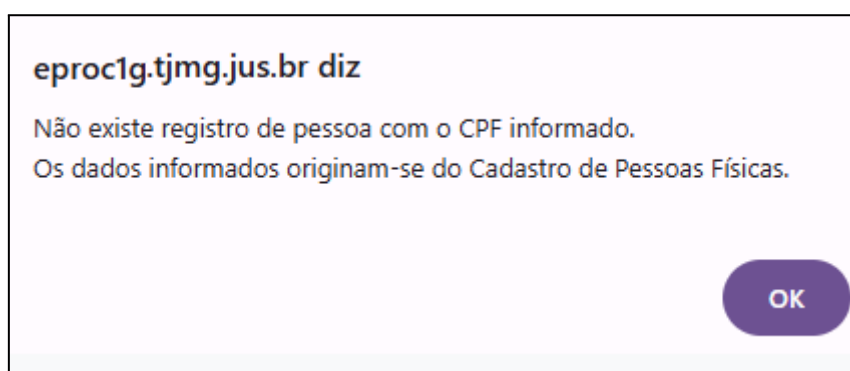 eproc1g.tjmg.jus.br diz
Não existe registro de pessoa com o CPF informado.
Os dados informados originam-se do Cadastro de Pessoas Físicas.
OK